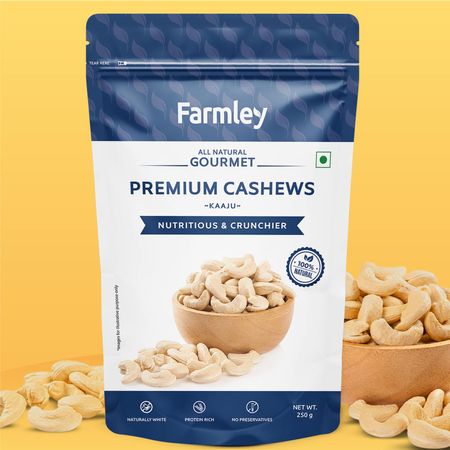 TEAR HERE
Farmley
ALL NATURAL
GOURMET
PREMIUM CASHEWS
-KAAJU-
NUTRITIOUS & CRUNCHIER
100%
NATURAL
*Images for illustrative purpose only
NATURALLY WHITE
PROTEIN RICH
NO PRESERVATIVES
NET WT.
250 g